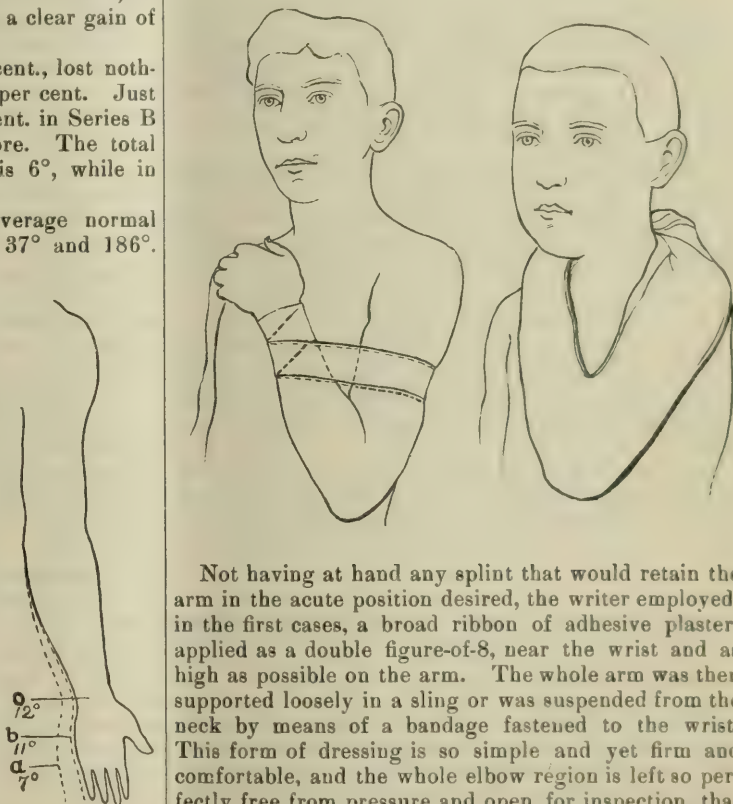 a clear gain of
cent., lost noth-
per cent. Just
ent. in Series B
ore. The total
is 6°, while in
verage normal
37° and 186°.
o
12°
b
11°
a
7°
Not having at hand any splint that would retain the
arm in the acute position desired, the writer employed
in the first cases, a broad ribbon of adhesive plaster
applied as a double figure-of-8, near the wrist and a
high as possible on the arm. The whole arm was then
supported loosely in a sling or was suspended from the
neck by means of a bandage fastened to the wrist
This form of dressing is so simple and yet firm and
comfortable, and the whole elbow region is left so per
fectly free from pressure and open for inspection, that